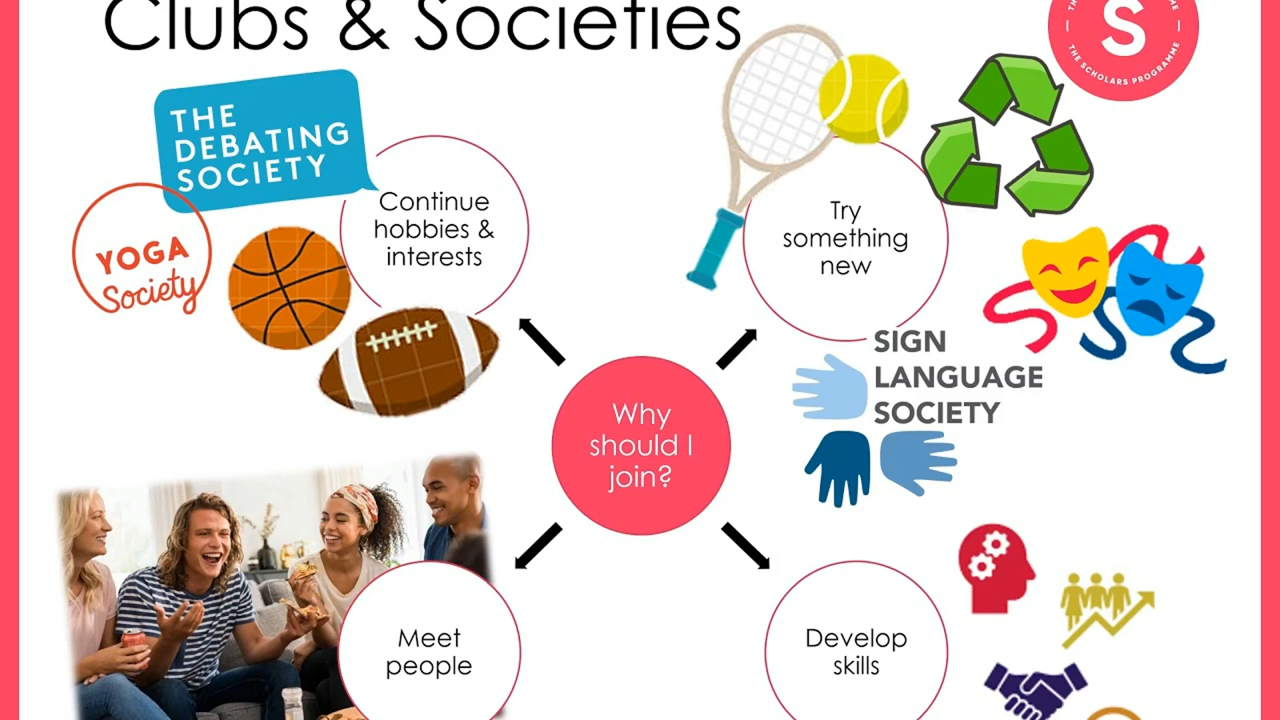 Clubs & Societies
S
THE SCHOLARS PROGRAMME
THE
DEBATING
SOCIETY
YOGA
Society
Continue
hobbies &
interests
Try
something
new
SIGN
LANGUAGE
SOCIETY
Why
should I
join?
Meet
people
Develop
skills